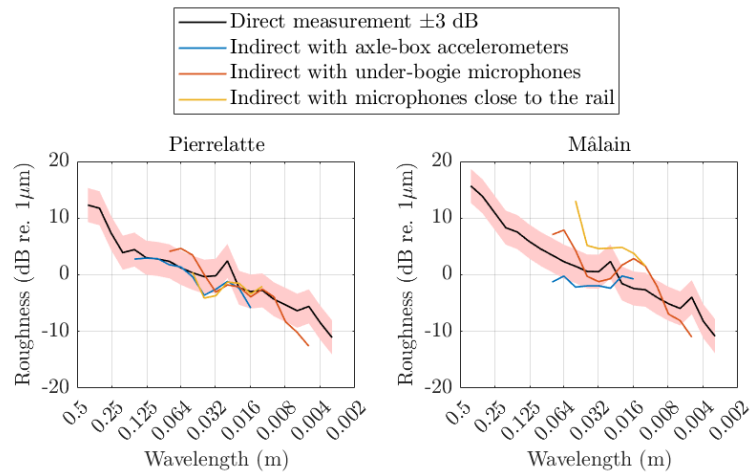 Direct measurement ±3 dB
Indirect with axle-box accelerometers
Indirect with under-bogie microphones
Indirect with microphones close to the rail
Pierrelatte
20
10
0
-10
-20
Roughness (dB re. 1μm)
0.5
0.25
0.125
0.064
0.032
0.016
0.008
0.004
0.002
Wavelength (m)
Mâlain
20
10
0
-10
-20
Roughness (dB re. 1μm)
0.5
0.25
0.125
0.064
0.032
0.016
0.008
0.004
0.002
Wavelength (m)